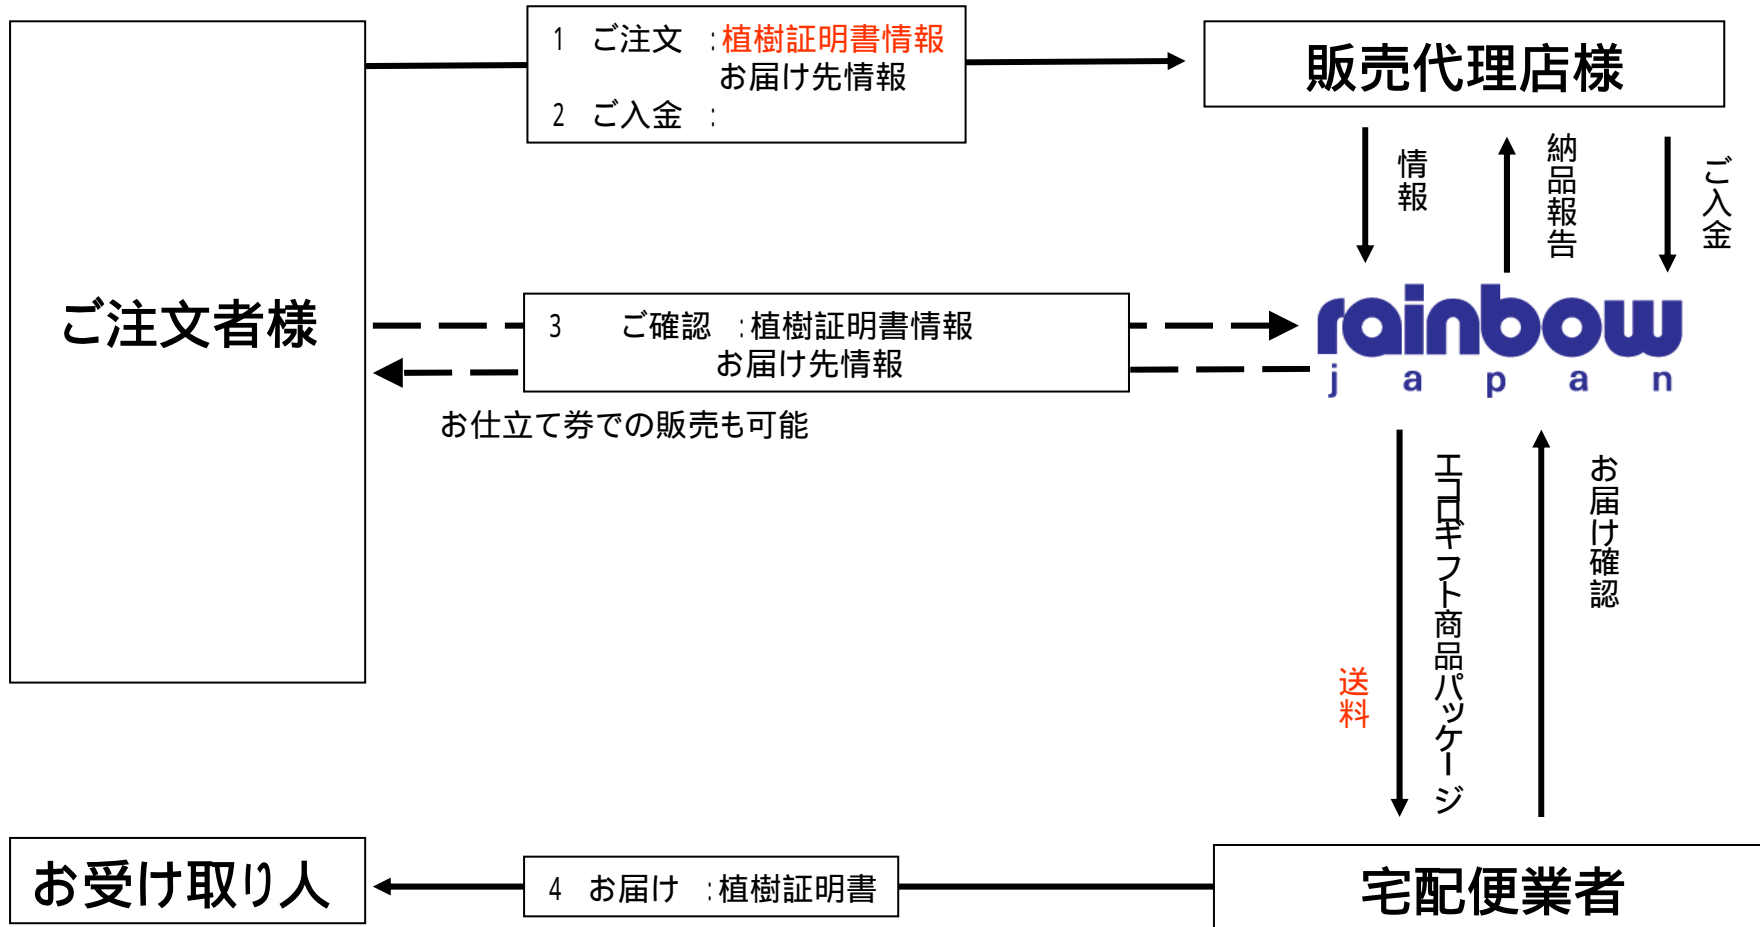 1 ご注文 :植樹証明書情報
お届け先情報
2 ご入金 :
販売代理店様
情報
納品報告
ご入金
ご注文者様
3 ご確認 :植樹証明書情報
お届け先情報
rainbow
japan
お仕立て券での販売も可能
エコロギフト商品パッケージ
お届け確認
送料
お受け取り人
4 お届け :植樹証明書
宅配便業者